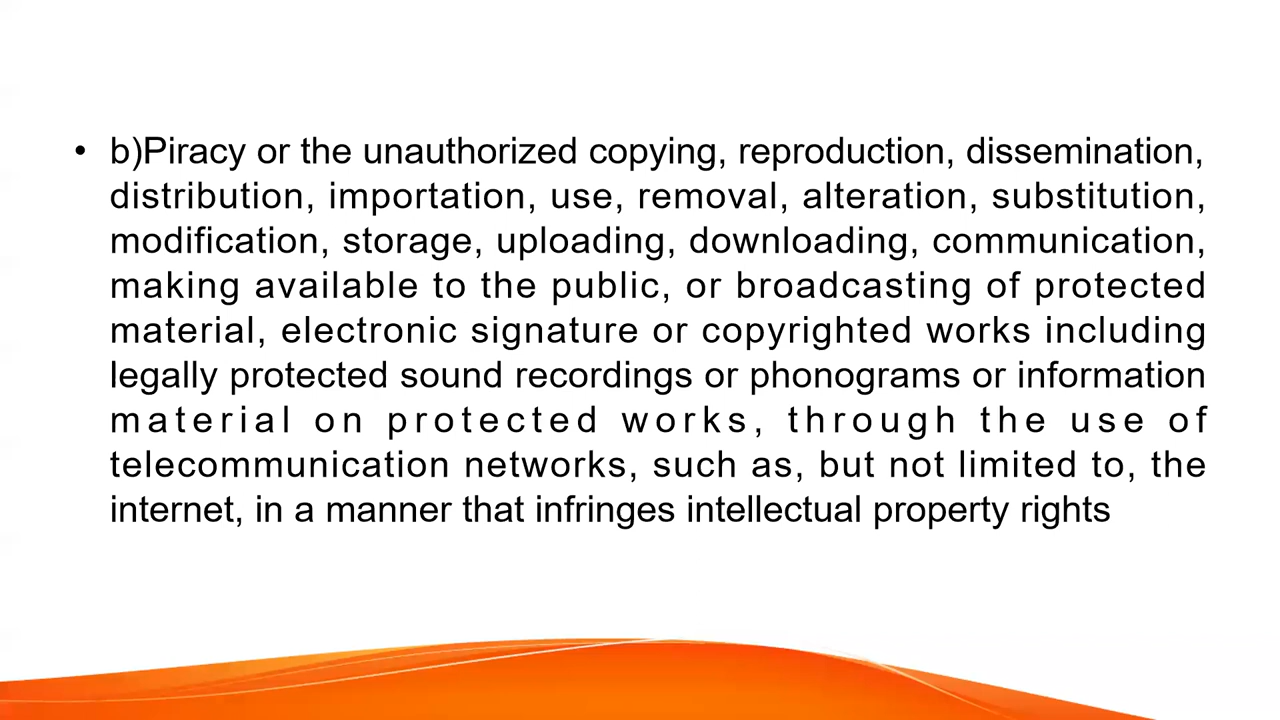 • b)Piracy or the unauthorized copying, reproduction, dissemination,
distribution, importation, use, removal, alteration, substitution,
modification, storage, uploading, downloading, communication,
making available to the public, or broadcasting of protected
material, electronic signature or copyrighted works including
legally protected sound recordings or phonograms or information
material on protected works, through the use of
telecommunication networks, such as, but not limited to, the
internet, in a manner that infringes intellectual property rights